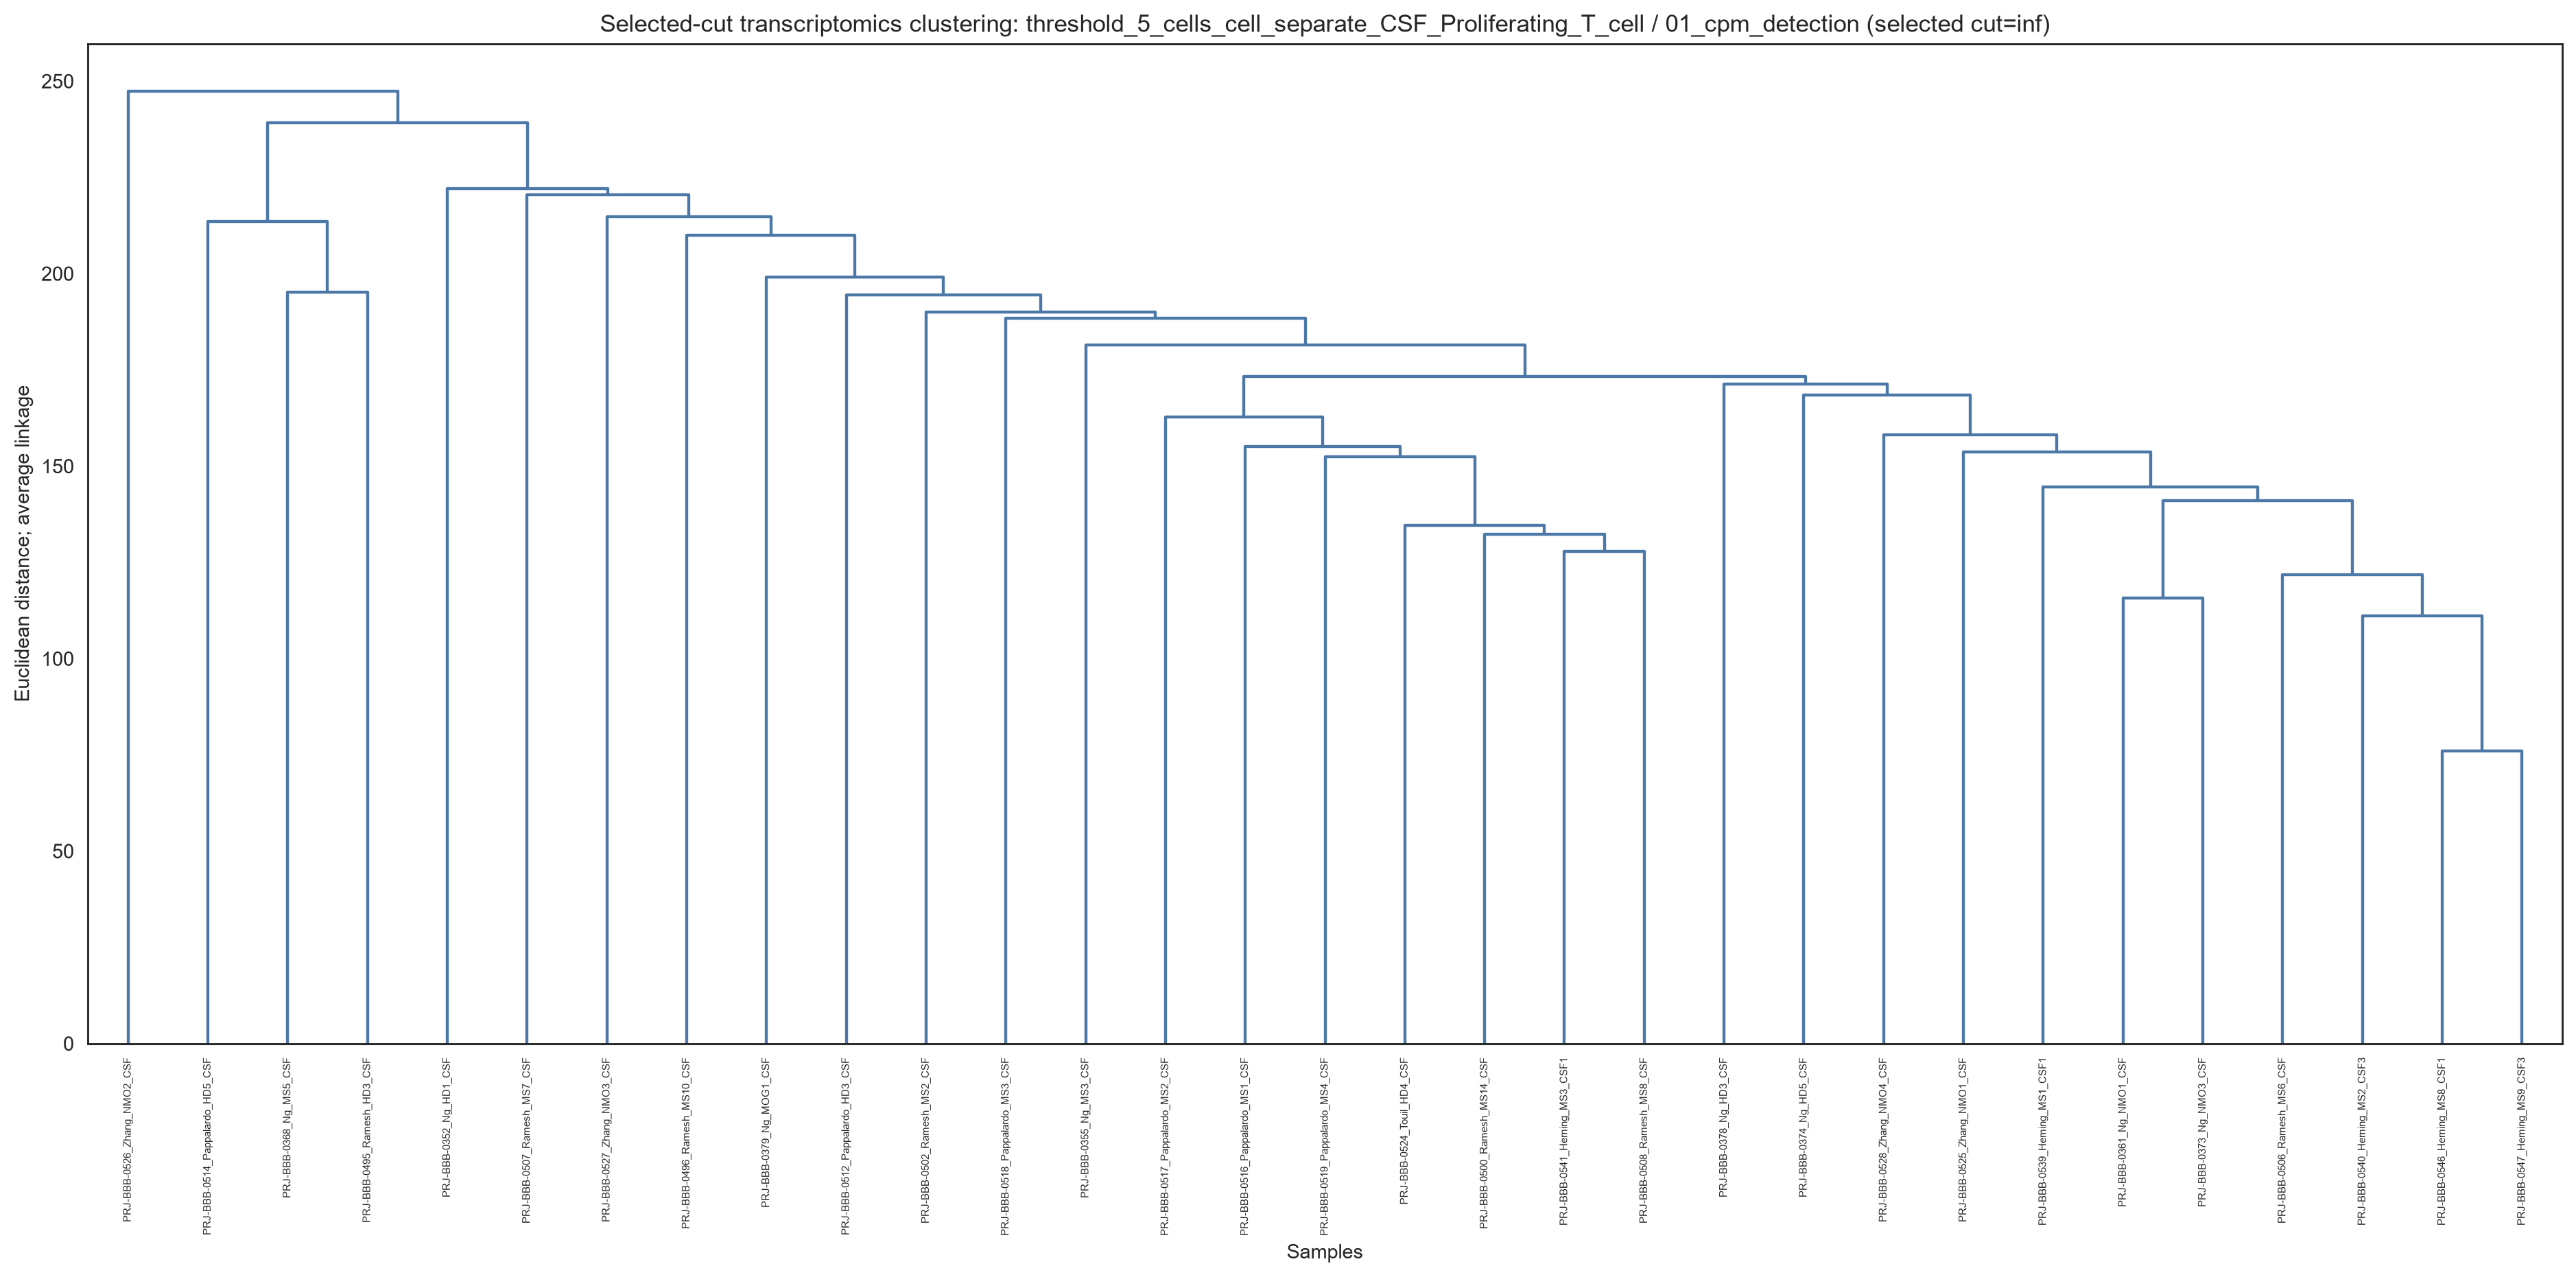 Selected-cut transcriptomics clustering: threshold_5_cells_cell_separate_CSF_Proliferating_T_cell / 01_cpm_detection (selected cut=inf)
Euclidean distance; average linkage
250
200
150
100
50
0
PRJ-BBB-0526_Zhang_NMO2_CSF
PRJ-BBB-0514_Pappalardo_HD5_CSF
PRJ-BBB-0368_Ng_MS5_CSF
PRJ-BBB-0495_Ramesh_HD3_CSF
PRJ-BBB-0352_Ng_HD1_CSF
PRJ-BBB-0507_Ramesh_MS7_CSF
PRJ-BBB-0527_Zhang_NMO3_CSF
PRJ-BBB-0496_Ramesh_MS10_CSF
PRJ-BBB-0379_Ng_MOG1_CSF
PRJ-BBB-0512_Pappalardo_HD3_CSF
PRJ-BBB-0502_Ramesh_MS2_CSF
PRJ-BBB-0518_Pappalardo_MS3_CSF
PRJ-BBB-0355_Ng_MS3_CSF
PRJ-BBB-0517_Pappalardo_MS2_CSF
PRJ-BBB-0516_Pappalardo_MS1_CSF
PRJ-BBB-0519_Pappalardo_MS4_CSF
PRJ-BBB-0524_Touil_HD4_CSF
PRJ-BBB-0500_Ramesh_MS14_CSF
PRJ-BBB-0541_Heming_MS3_CSF1
PRJ-BBB-0508_Ramesh_MS8_CSF
PRJ-BBB-0378_Ng_HD3_CSF
PRJ-BBB-0374_Ng_HD5_CSF
PRJ-BBB-0528_Zhang_NMO4_CSF
PRJ-BBB-0525_Zhang_NMO1_CSF
PRJ-BBB-0539_Heming_MS1_CSF1
PRJ-BBB-0361_Ng_NMO1_CSF
PRJ-BBB-0373_Ng_NMO3_CSF
PRJ-BBB-0506_Ramesh_MS6_CSF
PRJ-BBB-0540_Heming_MS2_CSF3
PRJ-BBB-0546_Heming_MS8_CSF1
PRJ-BBB-0547_Heming_MS9_CSF3
Samples